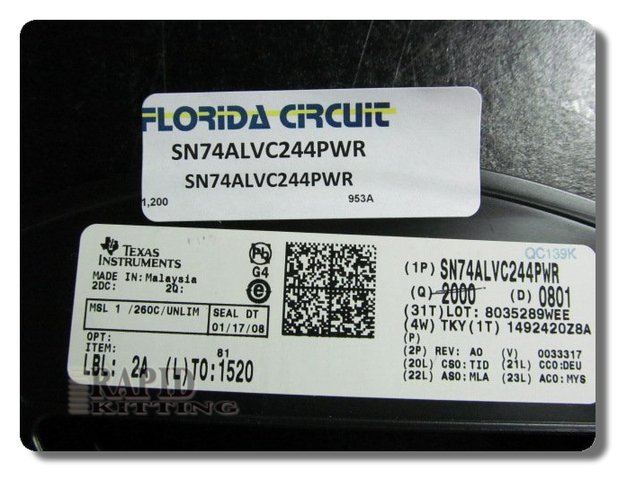 FLORIDA CIRCUIT
SN74ALVC244PWR
SN74ALVC244PWR
1,200 953A
TEXAS
INSTRUMENTS
MADE IN: Malaysia
2DC: 2Q:
MSL 1 /260C/UNLIM
SEAL DT
01/17/08
OPT:
ITEM:
81
LBL: 2A (L)TO:1520
Pb
G4
e
QC139K
(1P) SN74ALVC244PWR
(Q) 2000 (D) 0801
(31T)LOT: 8035289WEE
(4W) TKY(1T) 1492420Z8A
(P)
(2P) REV: A0 (V) 0033317
(20L) CSO:TID (21L) CCO:DEU
(22L) ASO:MLA (23L) ACO:MYS
RAPID
KITTING